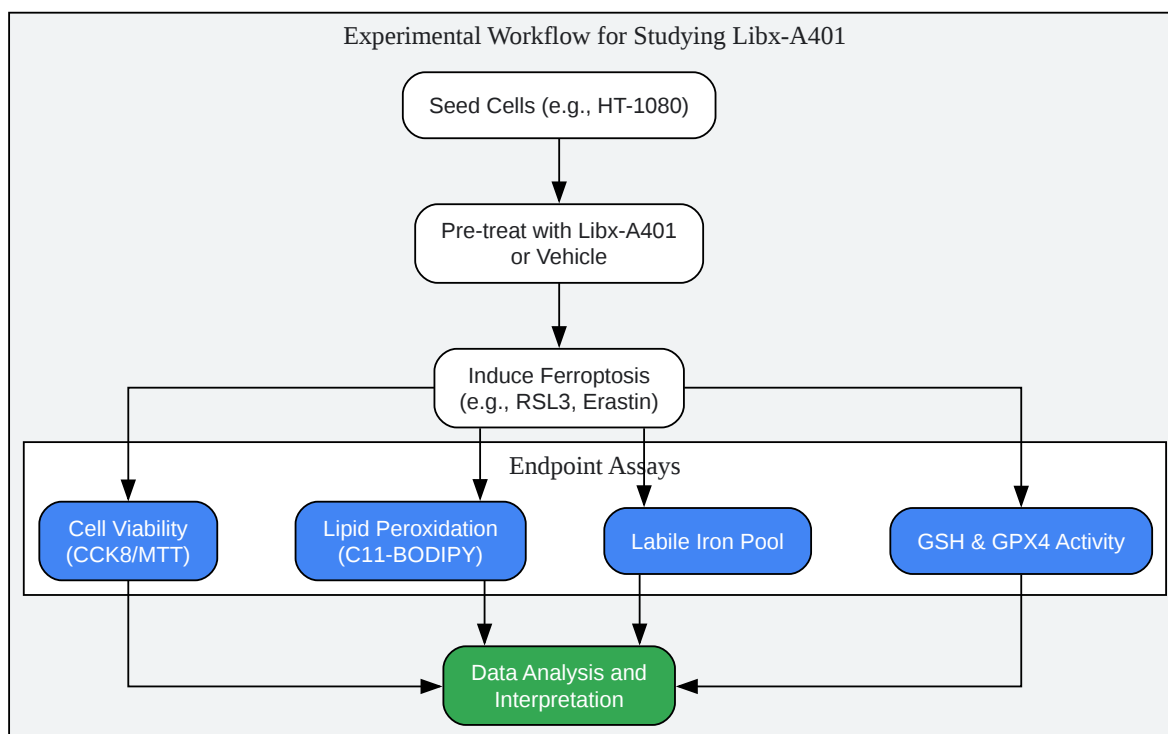 Experimental Workflow for Studying Libx-A401
Seed Cells (e.g., HT-1080)
Pre-treat with Libx-A401
or Vehicle
Induce Ferroptosis
(e.g., RSL3, Erastin)
Endpoint Assays
Cell Viability
(CCK8/MTT)
Lipid Peroxidation
(C11-BODIPY)
Labile Iron Pool
GSH & GPX4 Activity
Data Analysis and
Interpretation